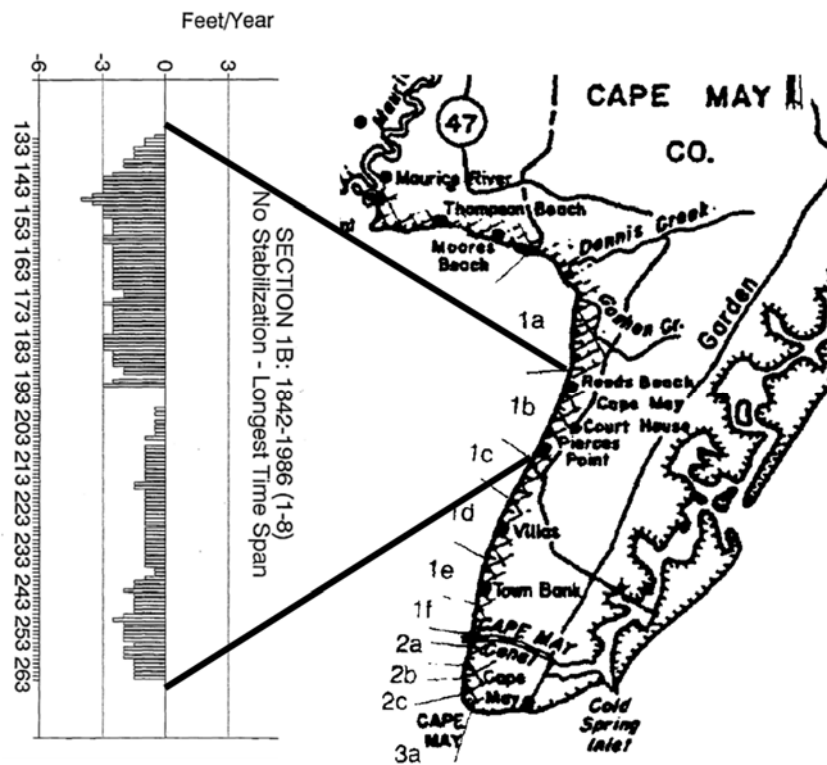 Feet/Year
-6
-3
0
3
133 143 153 163 173 183 193 203 213 223 233 243 253 263
SECTION 1B: 1842-1986 (1-8)
No Stabilization - Longest Time Span
CAPE MAY
CO.
47
Maurice River
Thompson Beach
Moores
Beach
Dennis Creek
Goshen Cr.
Garden
1a
Reeds Beach
1b
Cape May
Court House
Pierces
Point
1c
1d
Villas
1e
Town Bank
1f
CAPE MAY
Canal
2a
2b
Cape
May
2c
Cold
Spring
Inlet
CAPE
MAY
3a